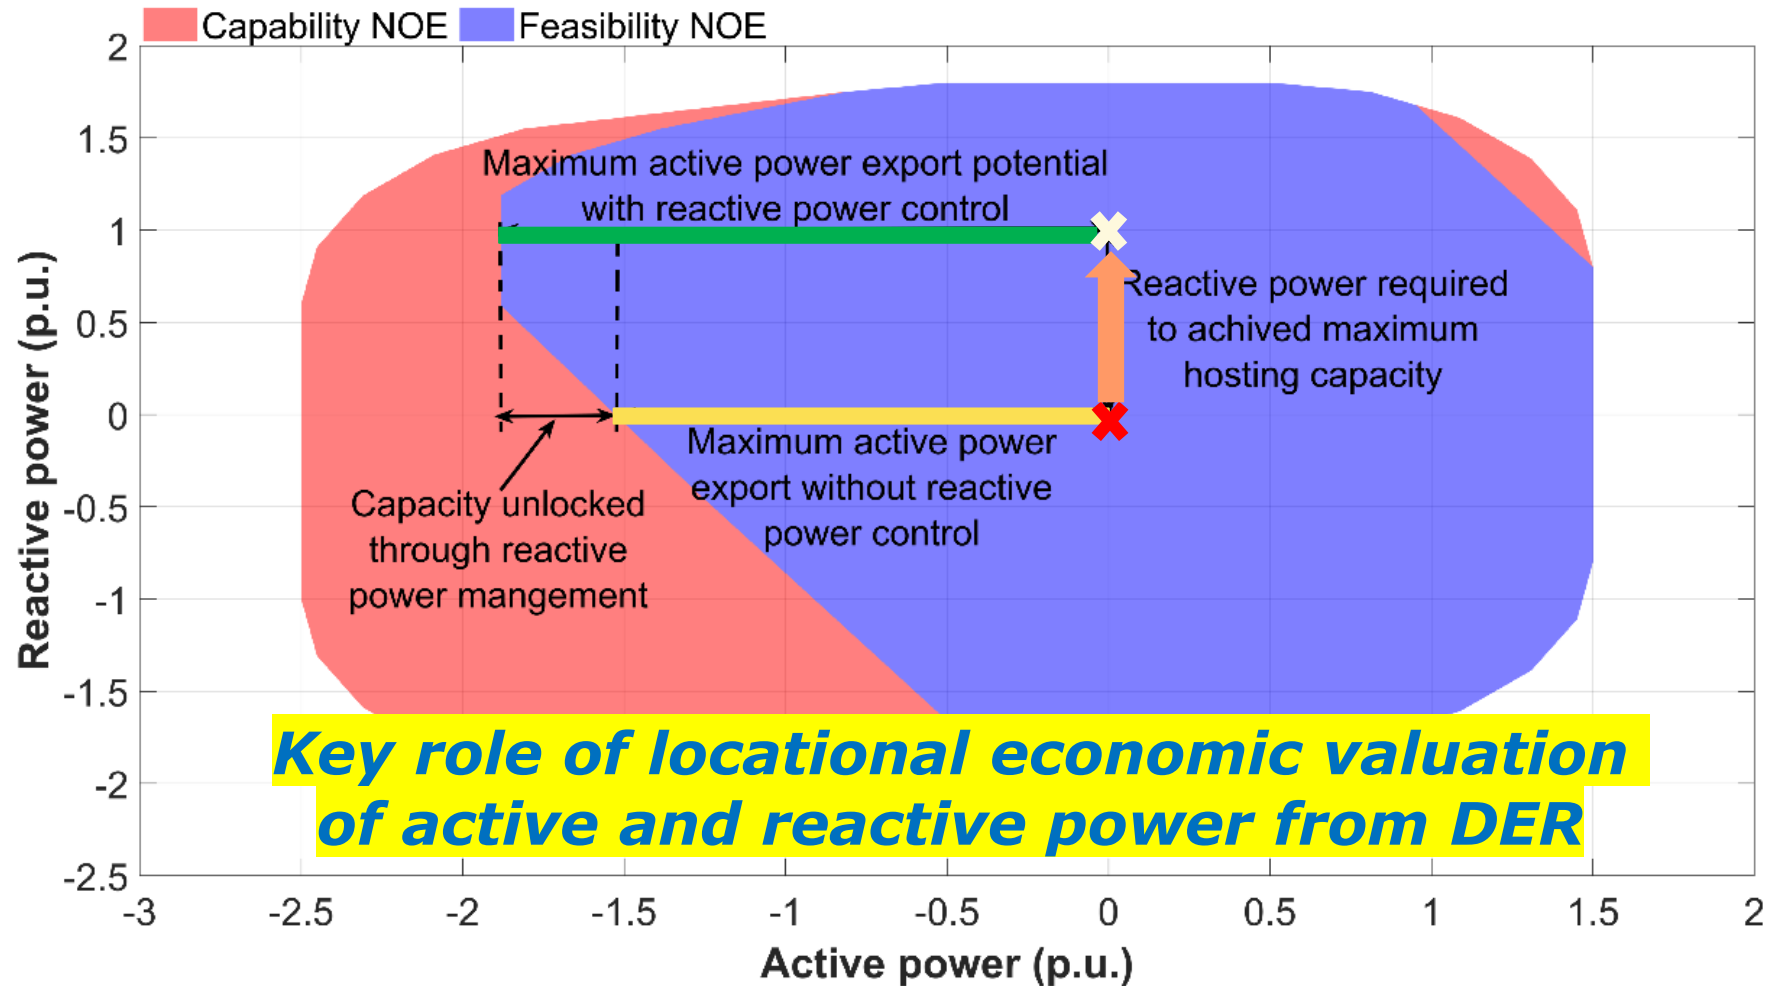 Capability NOE Feasibility NOE
2
1.5
1
0.5
0
-0.5
-1
-1.5
-2
-2.5
Reactive power (p.u.)
Maximum active power export potential
with reactive power control
Reactive power required
to achived maximum
hosting capacity
Maximum active power
export without reactive
power control
Capacity unlocked
through reactive
power mangement
Key role of locational economic valuation
of active and reactive power from DER
-3 -2.5 -2 -1.5 -1 -0.5 0 0.5 1 1.5 2
Active power (p.u.)